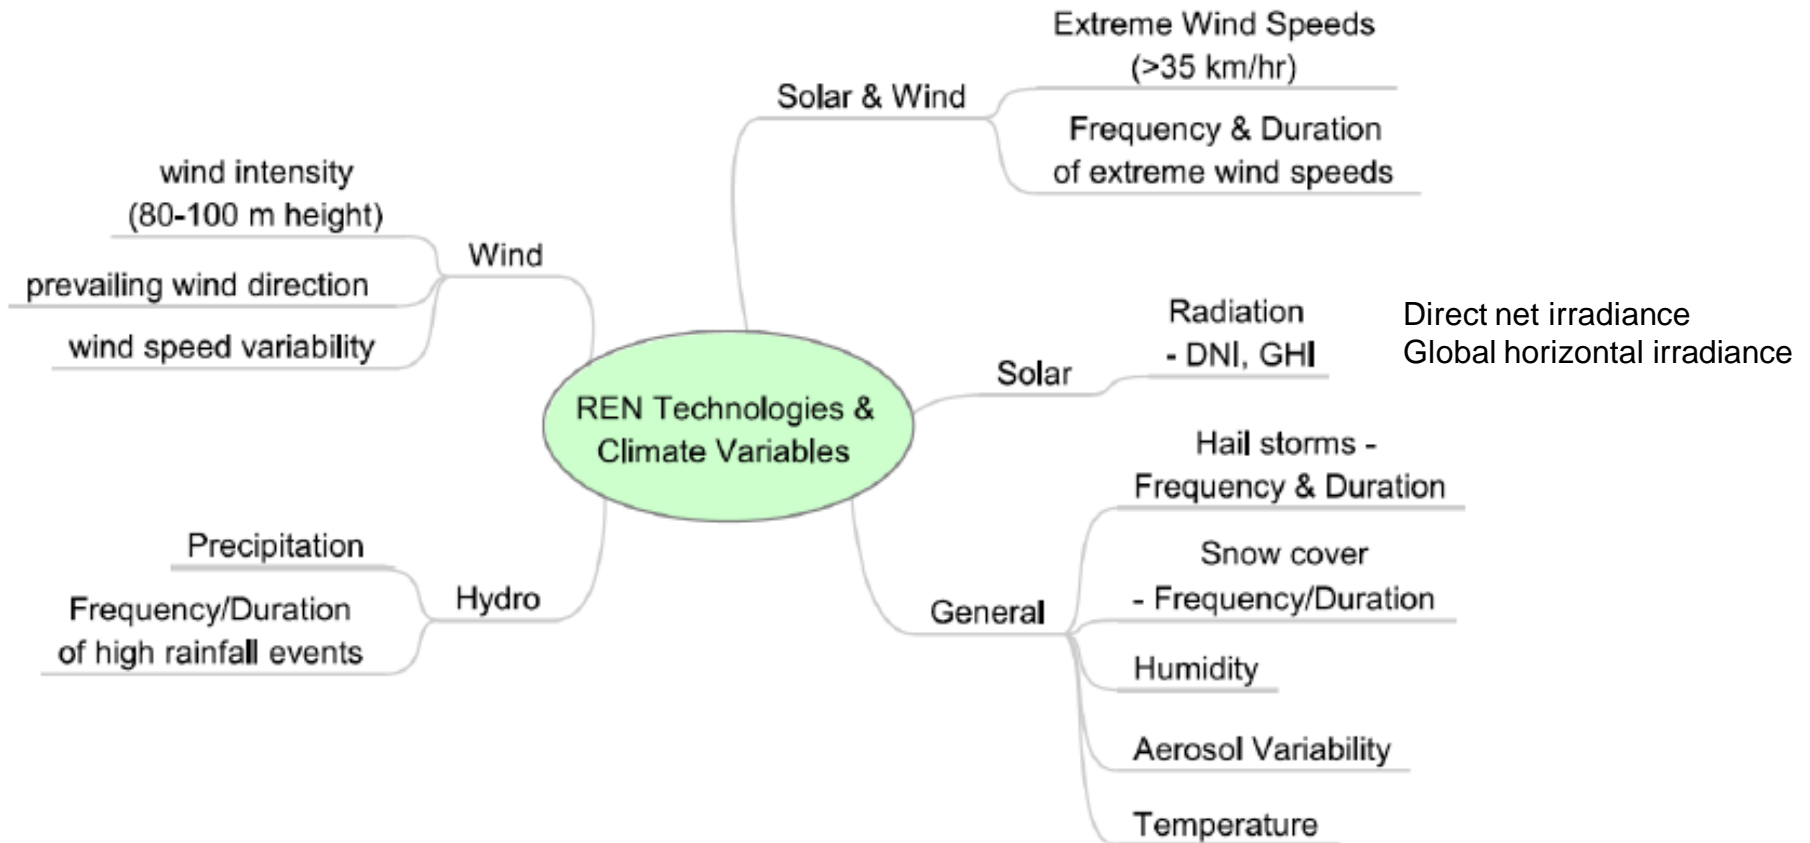 Extreme Wind Speeds
(>35 km/hr)
Solar & Wind
Frequency & Duration
of extreme wind speeds
wind intensity
(80-100 m height)
Wind
prevailing wind direction
wind speed variability
Radiation
- DNI, GHI
Direct net irradiance
Global horizontal irradiance
Solar
REN Technologies &
Climate Variables
Hail storms -
Frequency & Duration
Snow cover
- Frequency/Duration
General
Humidity
Aerosol Variability
Temperature
Precipitation
Hydro
Frequency/Duration
of high rainfall events